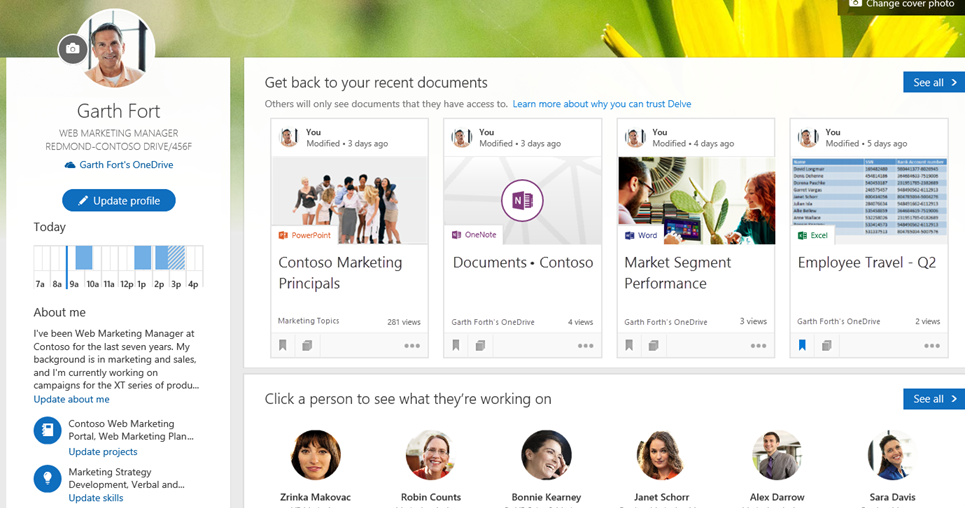 Change cover photo
Garth Fort
WEB MARKETING MANAGER
REDMOND-CONTOSO DRIVE/456F
Garth Fort's OneDrive
Update profile
Today
7a 8a 9a 10a 11a 12p 1p 2p 3p 4p
About me
I've been Web Marketing Manager at
Contoso for the last seven years. My
background is in marketing and sales,
and I'm currently working on
campaigns for the XT series of produ...
Update about me
Contoso Web Marketing
Portal, Web Marketing Plan...
Update projects
Marketing Strategy
Development, Verbal and...
Update skills
Get back to your recent documents
See all
Others will only see documents that they have access to. Learn more about why you can trust Delve
You
Modified • 3 days ago
PowerPoint
Contoso Marketing
Principals
Marketing Topics 281 views
You
Modified • 3 days ago
N
OneNote
Documents • Contoso
Garth Forth's OneDrive 4 views
You
Modified • 4 days ago
Word
Market Segment
Performance
Garth Forth's OneDrive 3 views
You
Modified • 5 days ago
Name SSN Bank Account number
Excel
Employee Travel - Q2
Garth Forth's OneDrive 2 views
Click a person to see what they're working on
See all
Zrinka Makovac
Robin Counts
Bonnie Kearney
Janet Schorr
Alex Darrow
Sara Davis